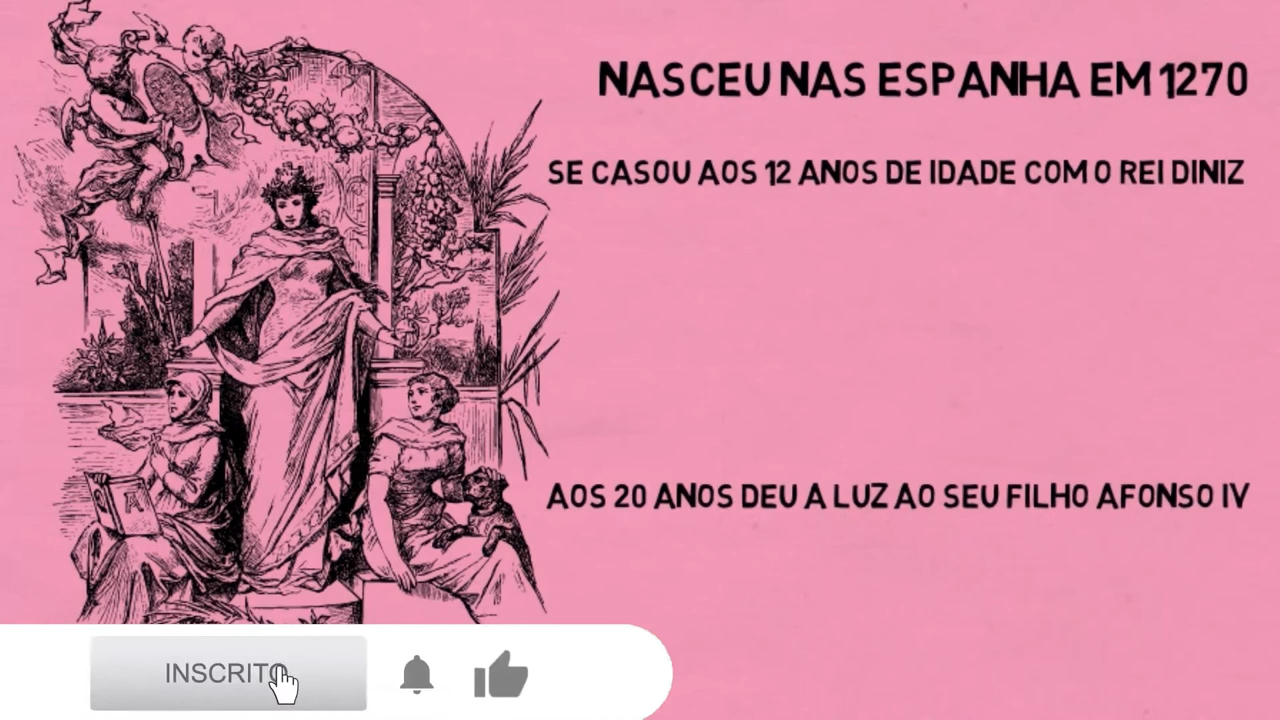 NASCEU NAS ESPANHA EM 1270
SE CASOU AOS 12 ANOS DE IDADE COM O REI DINIZ
AOS 20 ANOS DEU A LUZ AO SEU FILHO AFONSO IV
INSCRITO